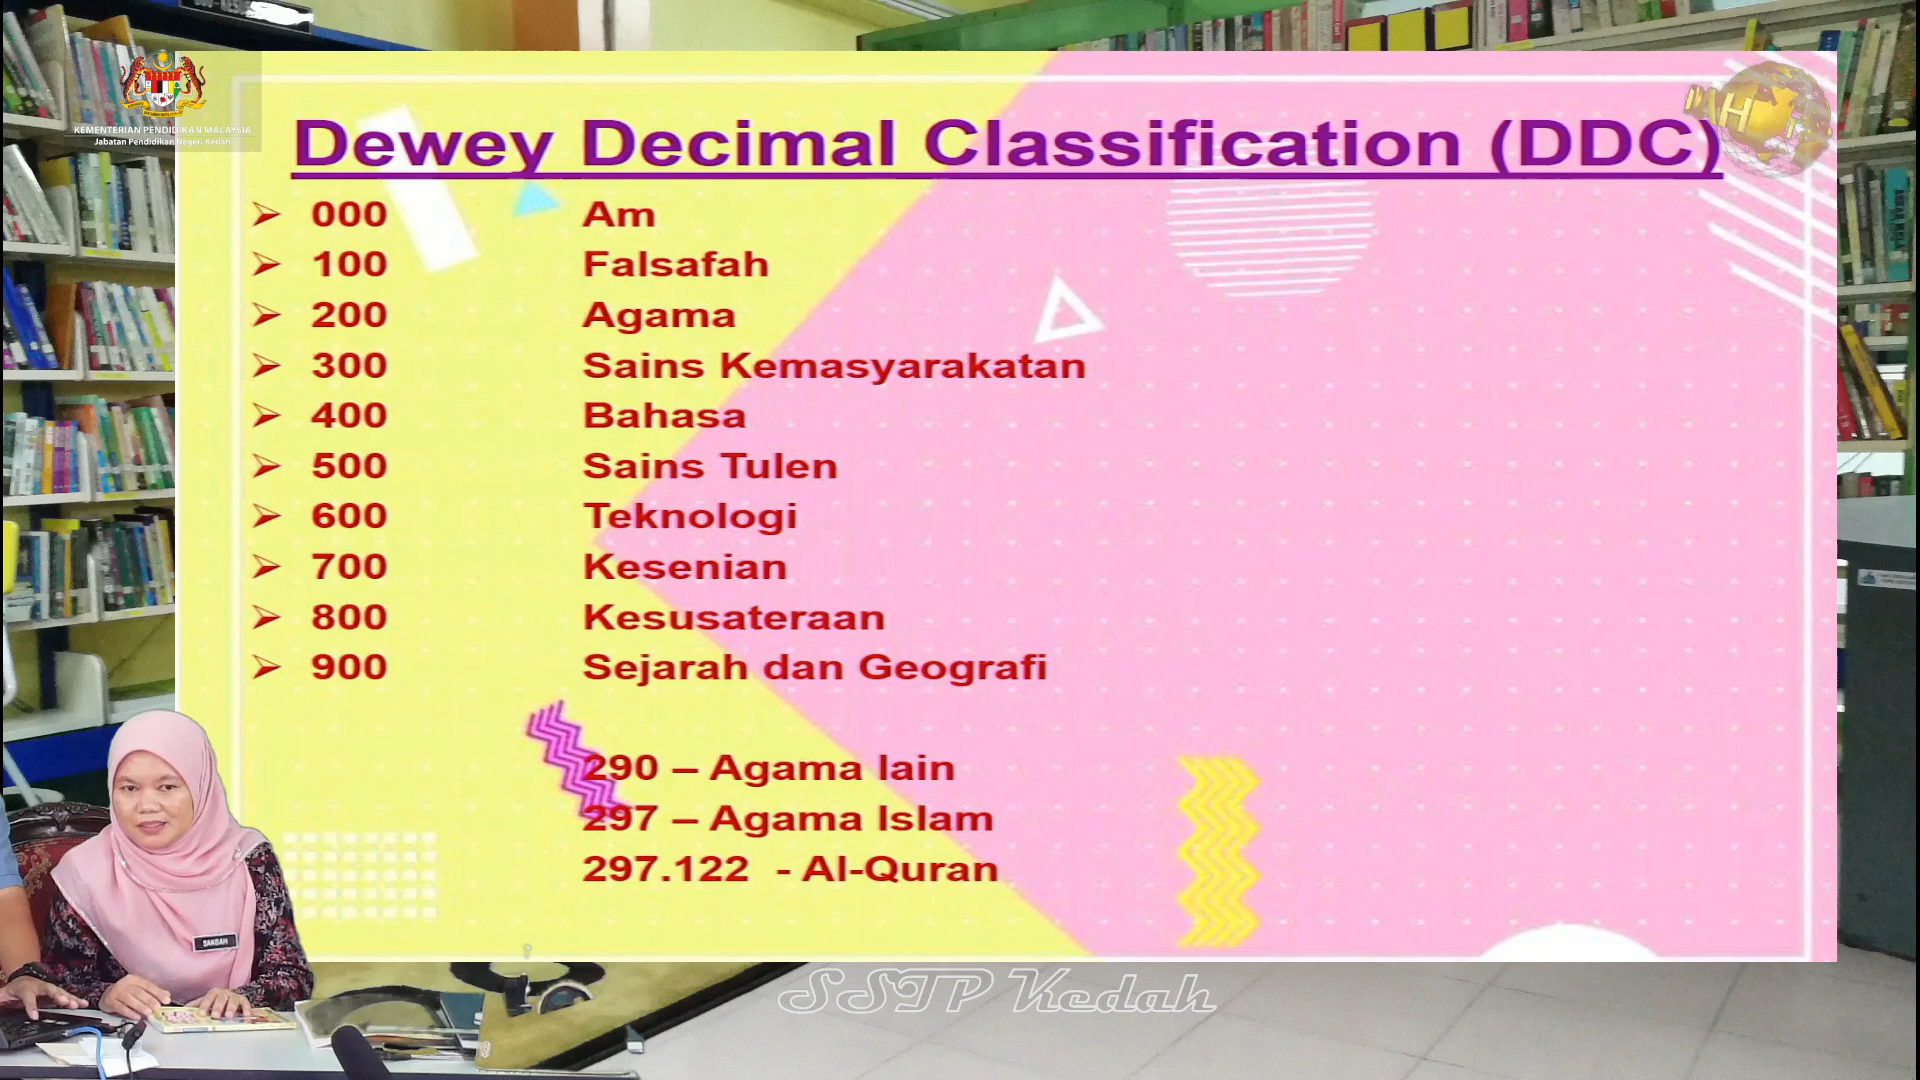 KEMENTERIAN PENDIDIKAN MALAYSIA
Jabatan Pendidikan Negeri Kedah
Dewey Decimal Classification (DDC)
➢ 000 Am
➢ 100 Falsafah
➢ 200 Agama
➢ 300 Sains Kemasyarakatan
➢ 400 Bahasa
➢ 500 Sains Tulen
➢ 600 Teknologi
➢ 700 Kesenian
➢ 800 Kesusateraan
➢ 900 Sejarah dan Geografi
290 – Agama lain
297 – Agama Islam
297.122 - Al-Quran
SSTP Kedah